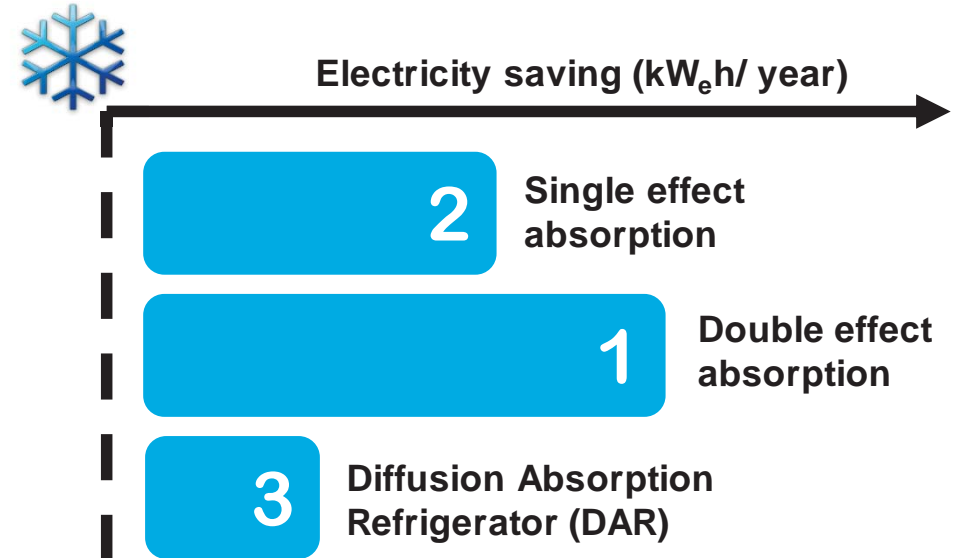 Electricity saving (kWₑh/ year)
2
Single effect
absorption
1
Double effect
absorption
3
Diffusion Absorption
Refrigerator (DAR)